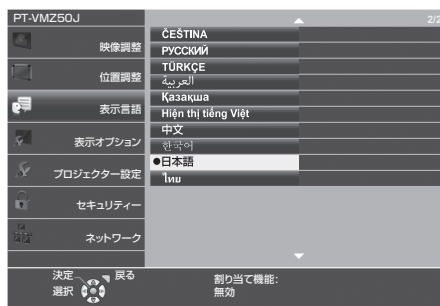 PT-VMZ50J
2/2
映像調整
位置調整
表示言語
表示オプション
プロジェクター設定
セキュリティー
ネットワーク
ČEŠTINA
РУССКИЙ
TÜRKÇE
العربية
Қазақша
Hiện thị tiếng Việt
中文
한국어
●日本語
ไทย
決定
戻る
選択
割り当て機能:
無効